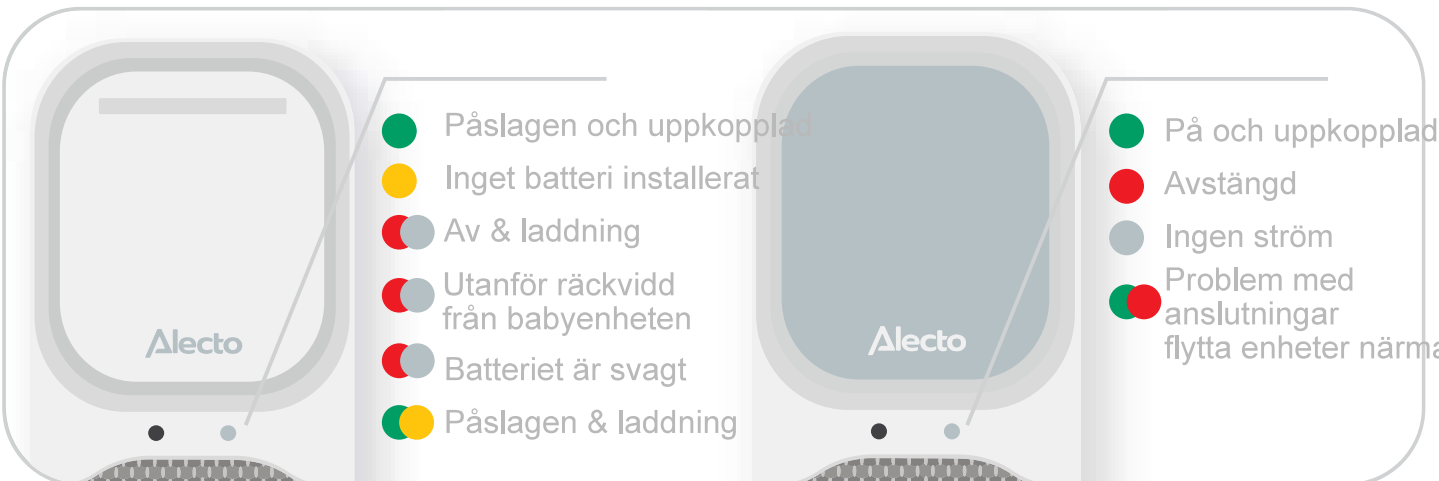 Påslagen och uppkopplad
Inget batteri installerat
Av & laddning
Utanför räckvidd
från babyenheten
Batteriet är svagt
Påslagen & laddning
Alecto
På och uppkopplad
Avstängd
Ingen ström
Problem med
anslutningar
flytta enheter närma
Alecto